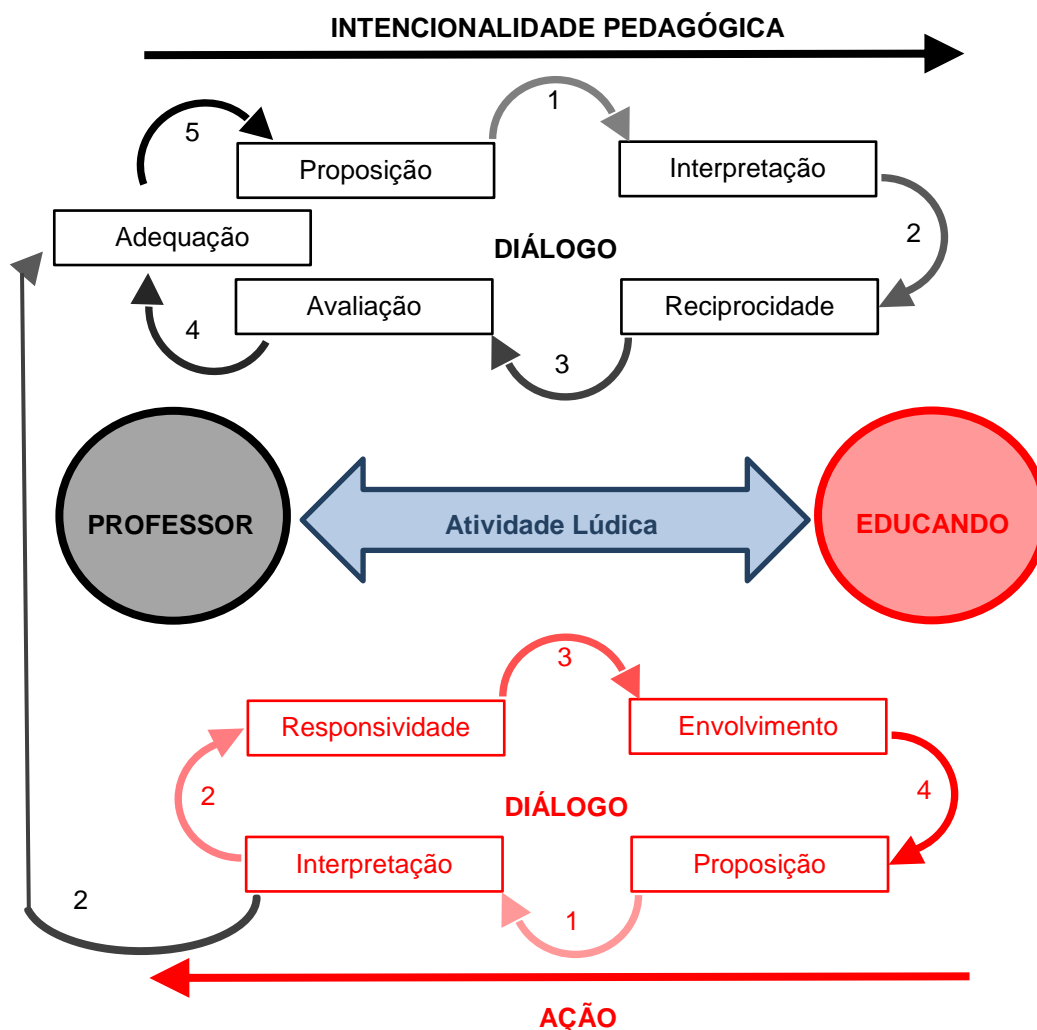 INTENCIONALIDADE PEDAGÓGICA
1
5
Proposição
Interpretação
Adequação
DIÁLOGO
2
Avaliação
Reciprocidade
4
3
PROFESSOR
Atividade Lúdica
EDUCANDO
3
Responsividade
Envolvimento
2
DIÁLOGO
4
Interpretação
Proposição
2
1
AÇÃO